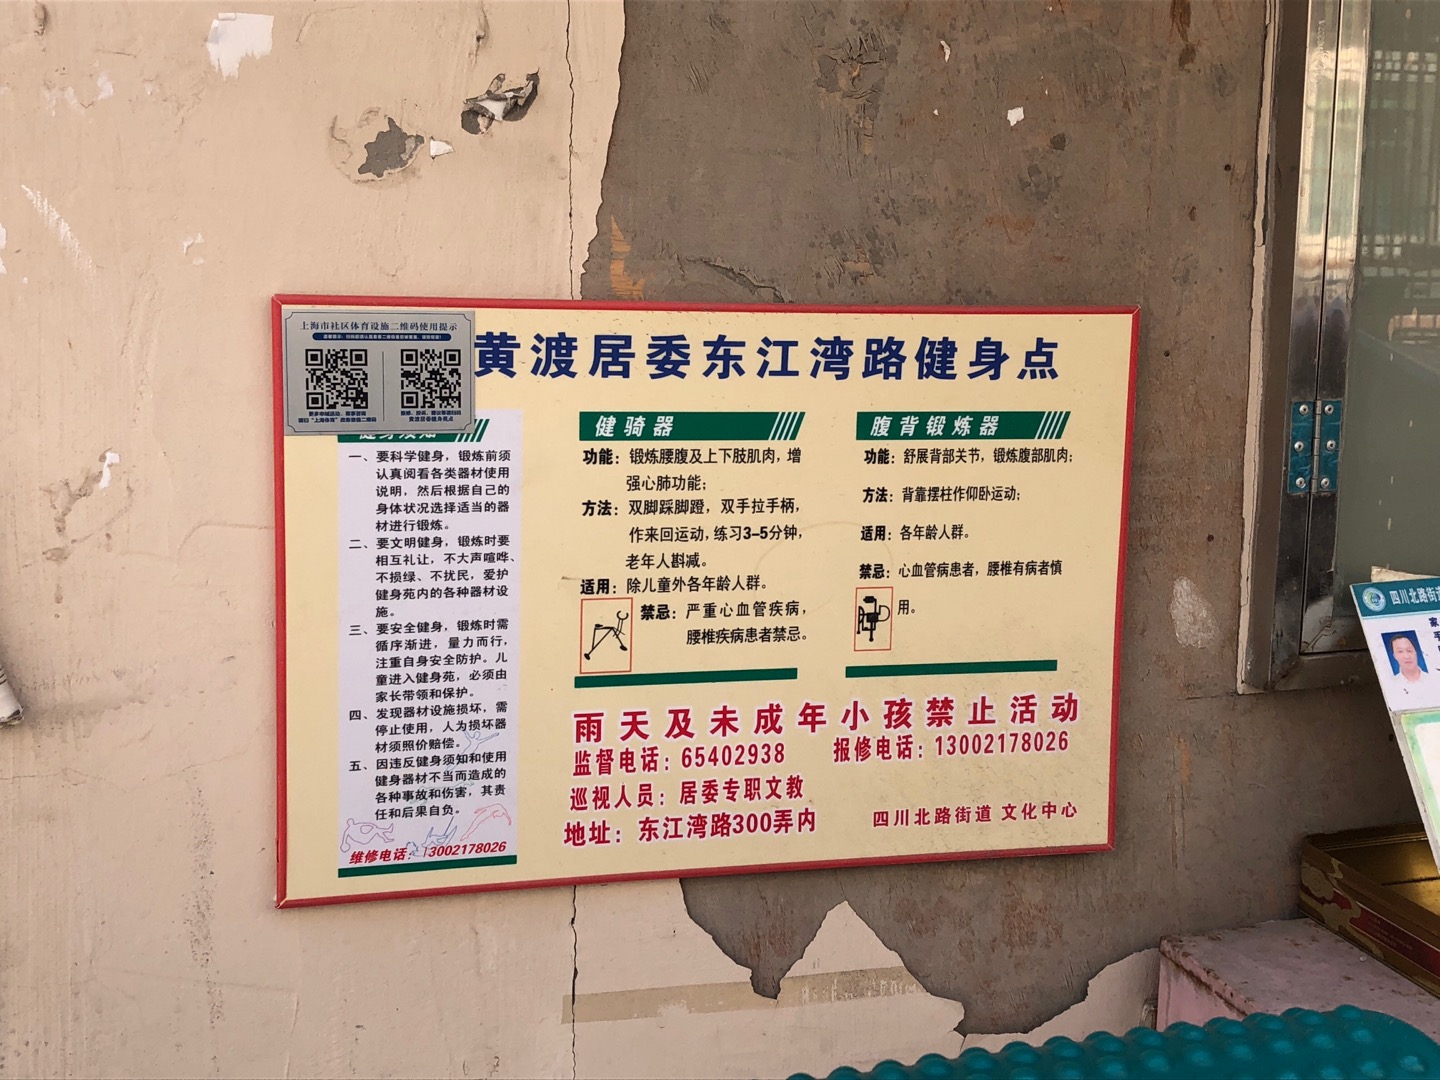 上海市社区体育设施二维码使用提示
黄渡居委东江湾路健身点
健身须知
一、要科学健身，锻炼前须
认真阅看各类器材使用
说明，然后根据自己的
身体状况选择适当的器
材进行锻炼。
二、要文明健身，锻炼时要
相互礼让，不大声喧哗、
不损绿、不扰民，爱护
健身苑内的各种器材设
施。
三、要安全健身，锻炼时需
循序渐进，量力而行，
注重自身安全防护。儿
童进入健身苑，必须由
家长带领和保护。
四、发现器材设施损坏，需
停止使用，人为损坏器
材须照价赔偿。
五、因违反健身须知和使用
健身器材不当而造成的
各种事故和伤害，其责
任和后果自负。
维修电话：13002178026
健骑器
功能：锻炼腰腹及上下肢肌肉，增
强心肺功能；
方法：双脚踩脚蹬，双手拉手柄，
作来回运动，练习3-5分钟，
老年人斟减。
适用：除儿童外各年龄人群。
禁忌：严重心血管疾病，
腰椎疾病患者禁忌。
腹背锻炼器
功能：舒展背部关节，锻炼腹部肌肉；
方法：背靠摆柱作仰卧运动；
适用：各年龄人群。
禁忌：心血管病患者，腰椎有病者慎
用。
雨天及未成年小孩禁止活动
监督电话：65402938 报修电话：13002178026
巡视人员：居委专职文教
地址：东江湾路300弄内 四川北路街道 文化中心
四川北路街道